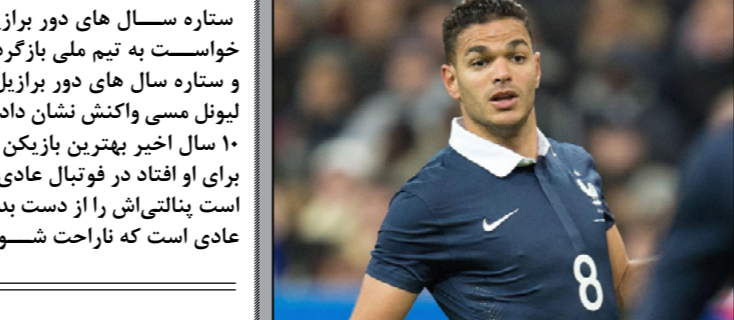 ستاره ســـال های دور برازی
خواســـت به تیم ملی بازگرد
و ستاره سال های دور برازیل
لیونل مسی واکنش نشان داد
۱۰ سال اخیر بهترین بازیکن
برای او افتاد در فوتبال عادی
است پنالتی‌اش را از دست بد
عادی است که ناراحت شـــو
8